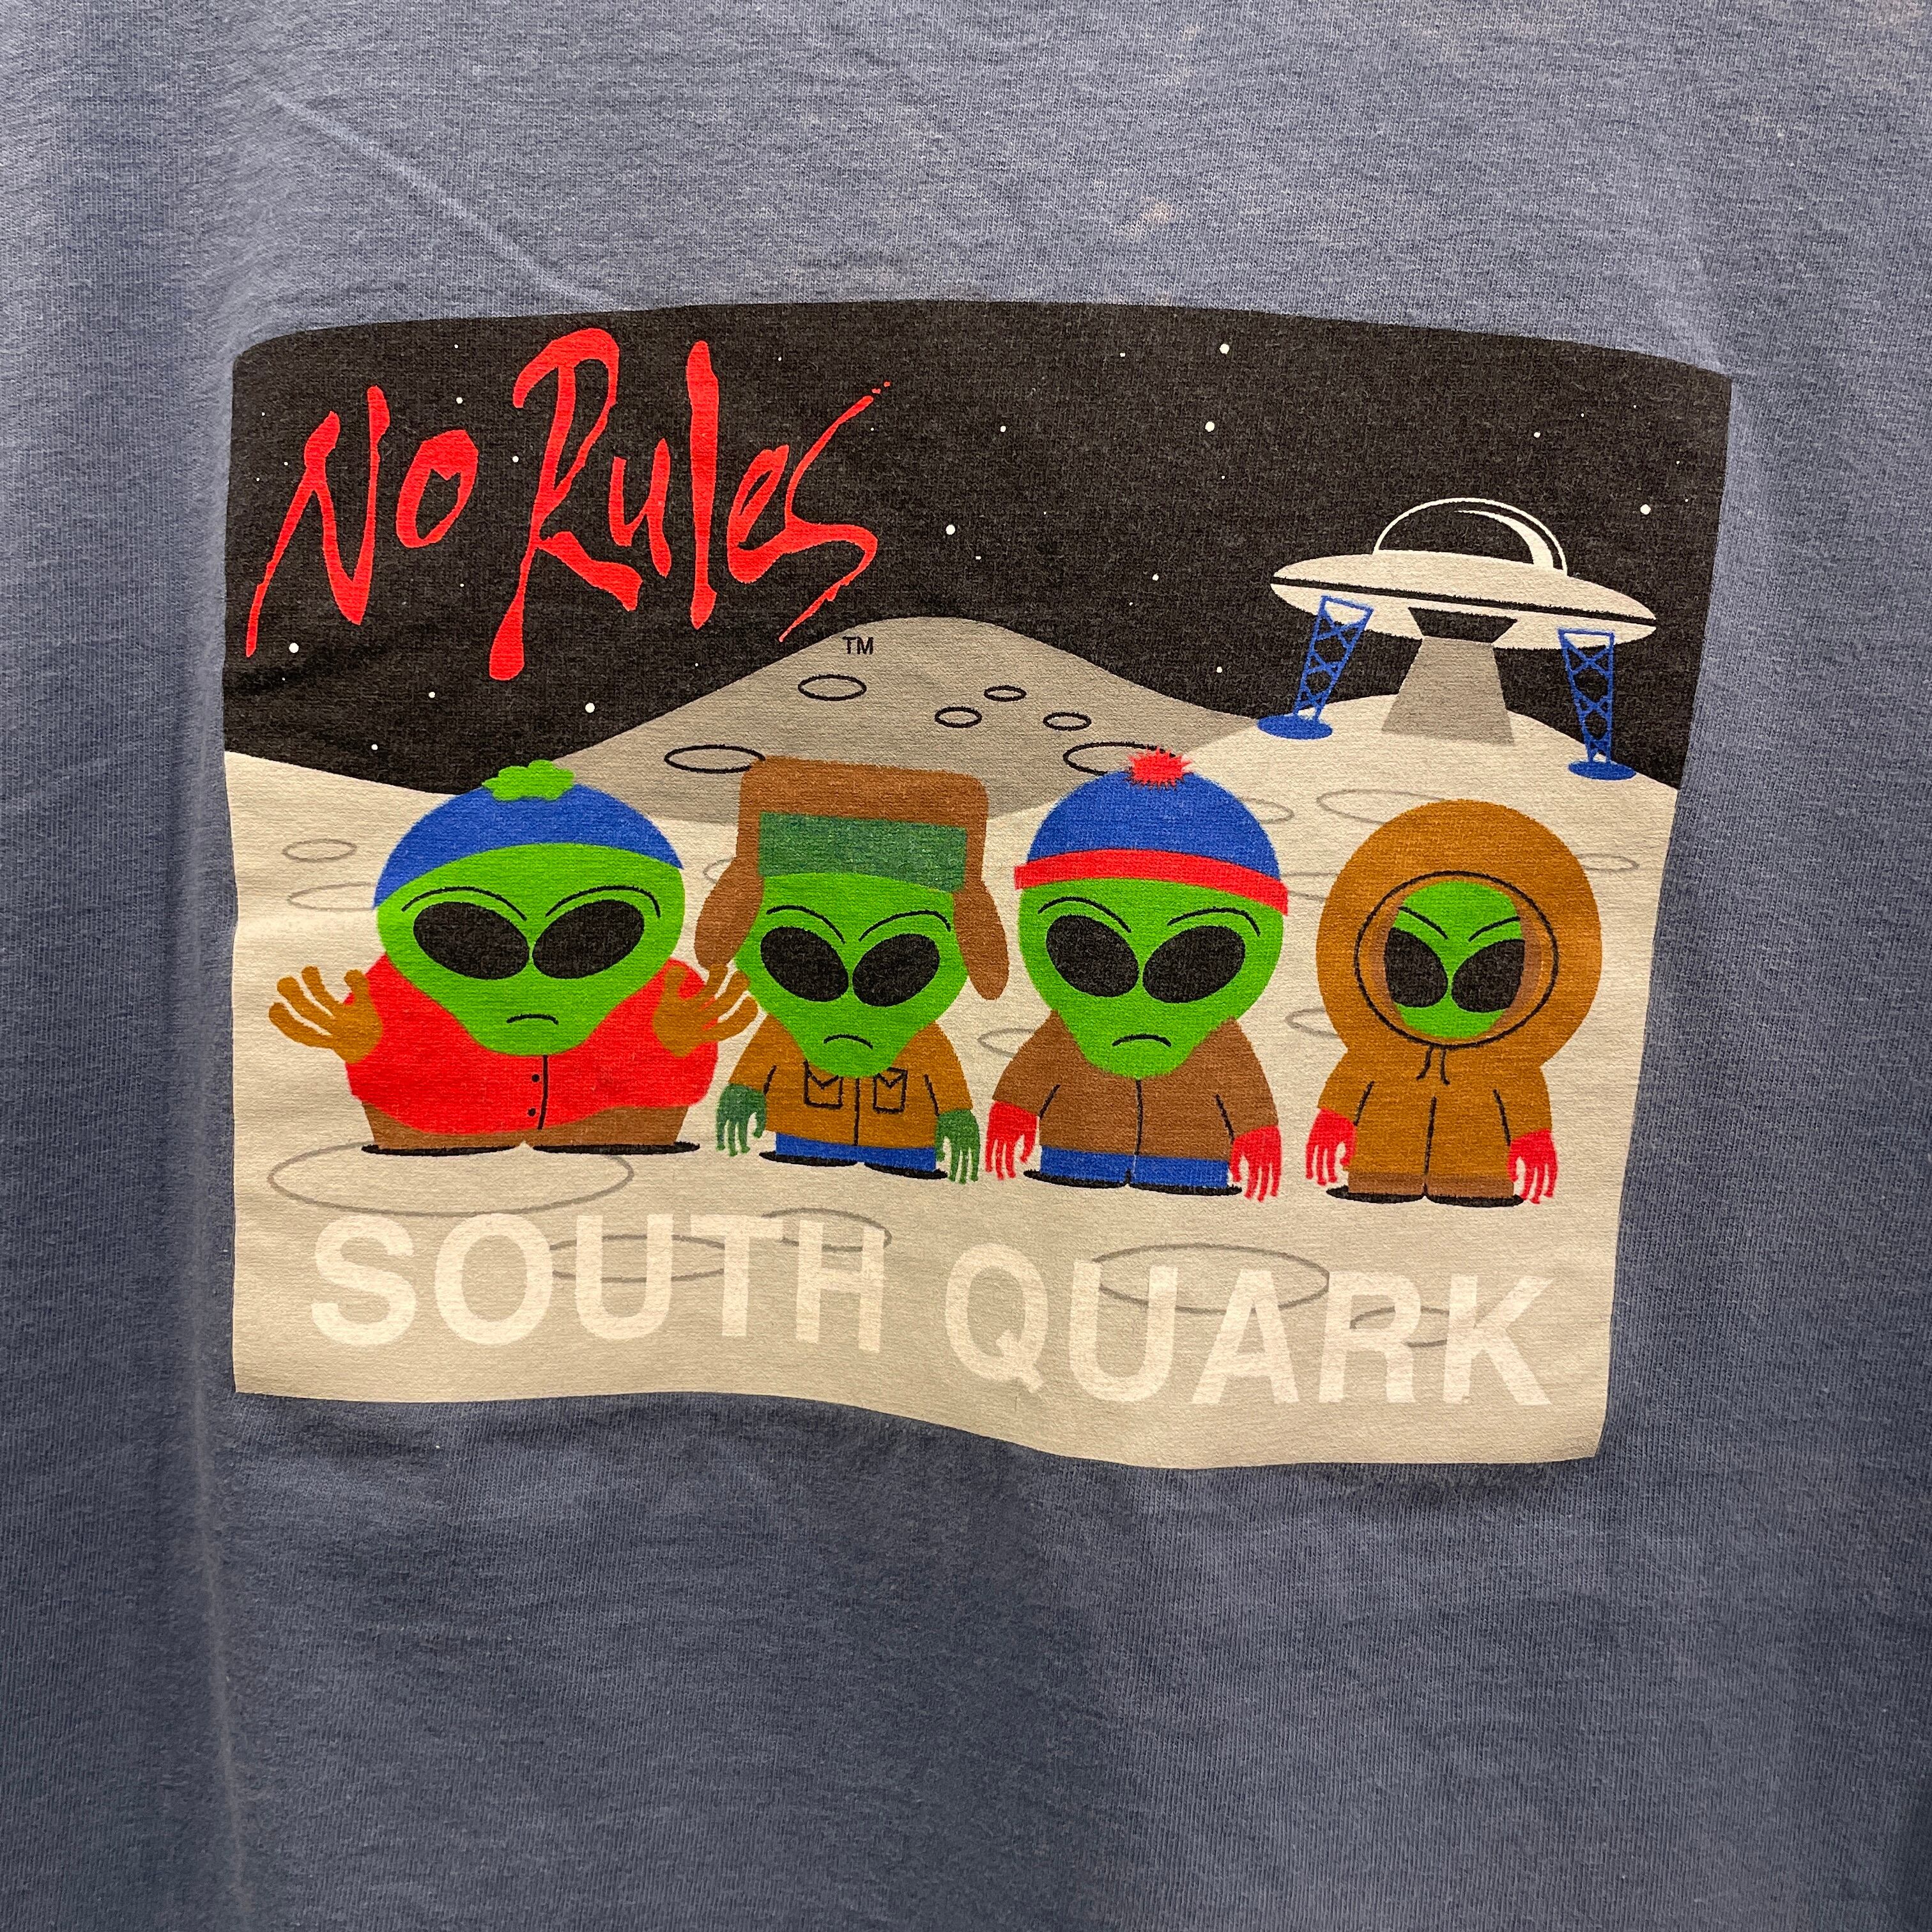 No Rules
TM
SOUTH QUARK